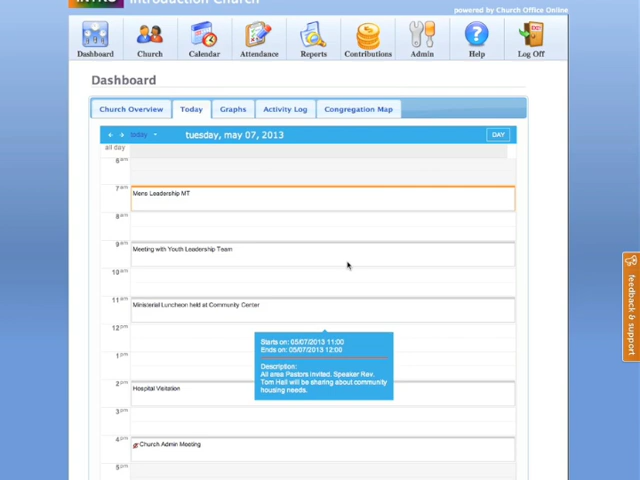 Introduction Church
powered by Church Office Online
Dashboard Church Calendar Attendance Reports Contributions Admin Help Log Off
Dashboard
Church Overview Today Graphs Activity Log Congregation Map
today tuesday, may 07, 2013 DAY
all day
6am
7am
Mens Leadership MT
8am
9am
Meeting with Youth Leadership Team
10am
11am
Ministerial Luncheon held at Community Center
12pm
Starts on: 05/07/2013 11:00
Ends on: 05/07/2013 12:00
1pm
Description:
All area Pastors invited. Speaker Rev.
Tom Hall will be sharing about community
housing needs.
2pm
Hospital Visitation
3pm
4pm
Church Admin Meeting
5pm
feedback & support